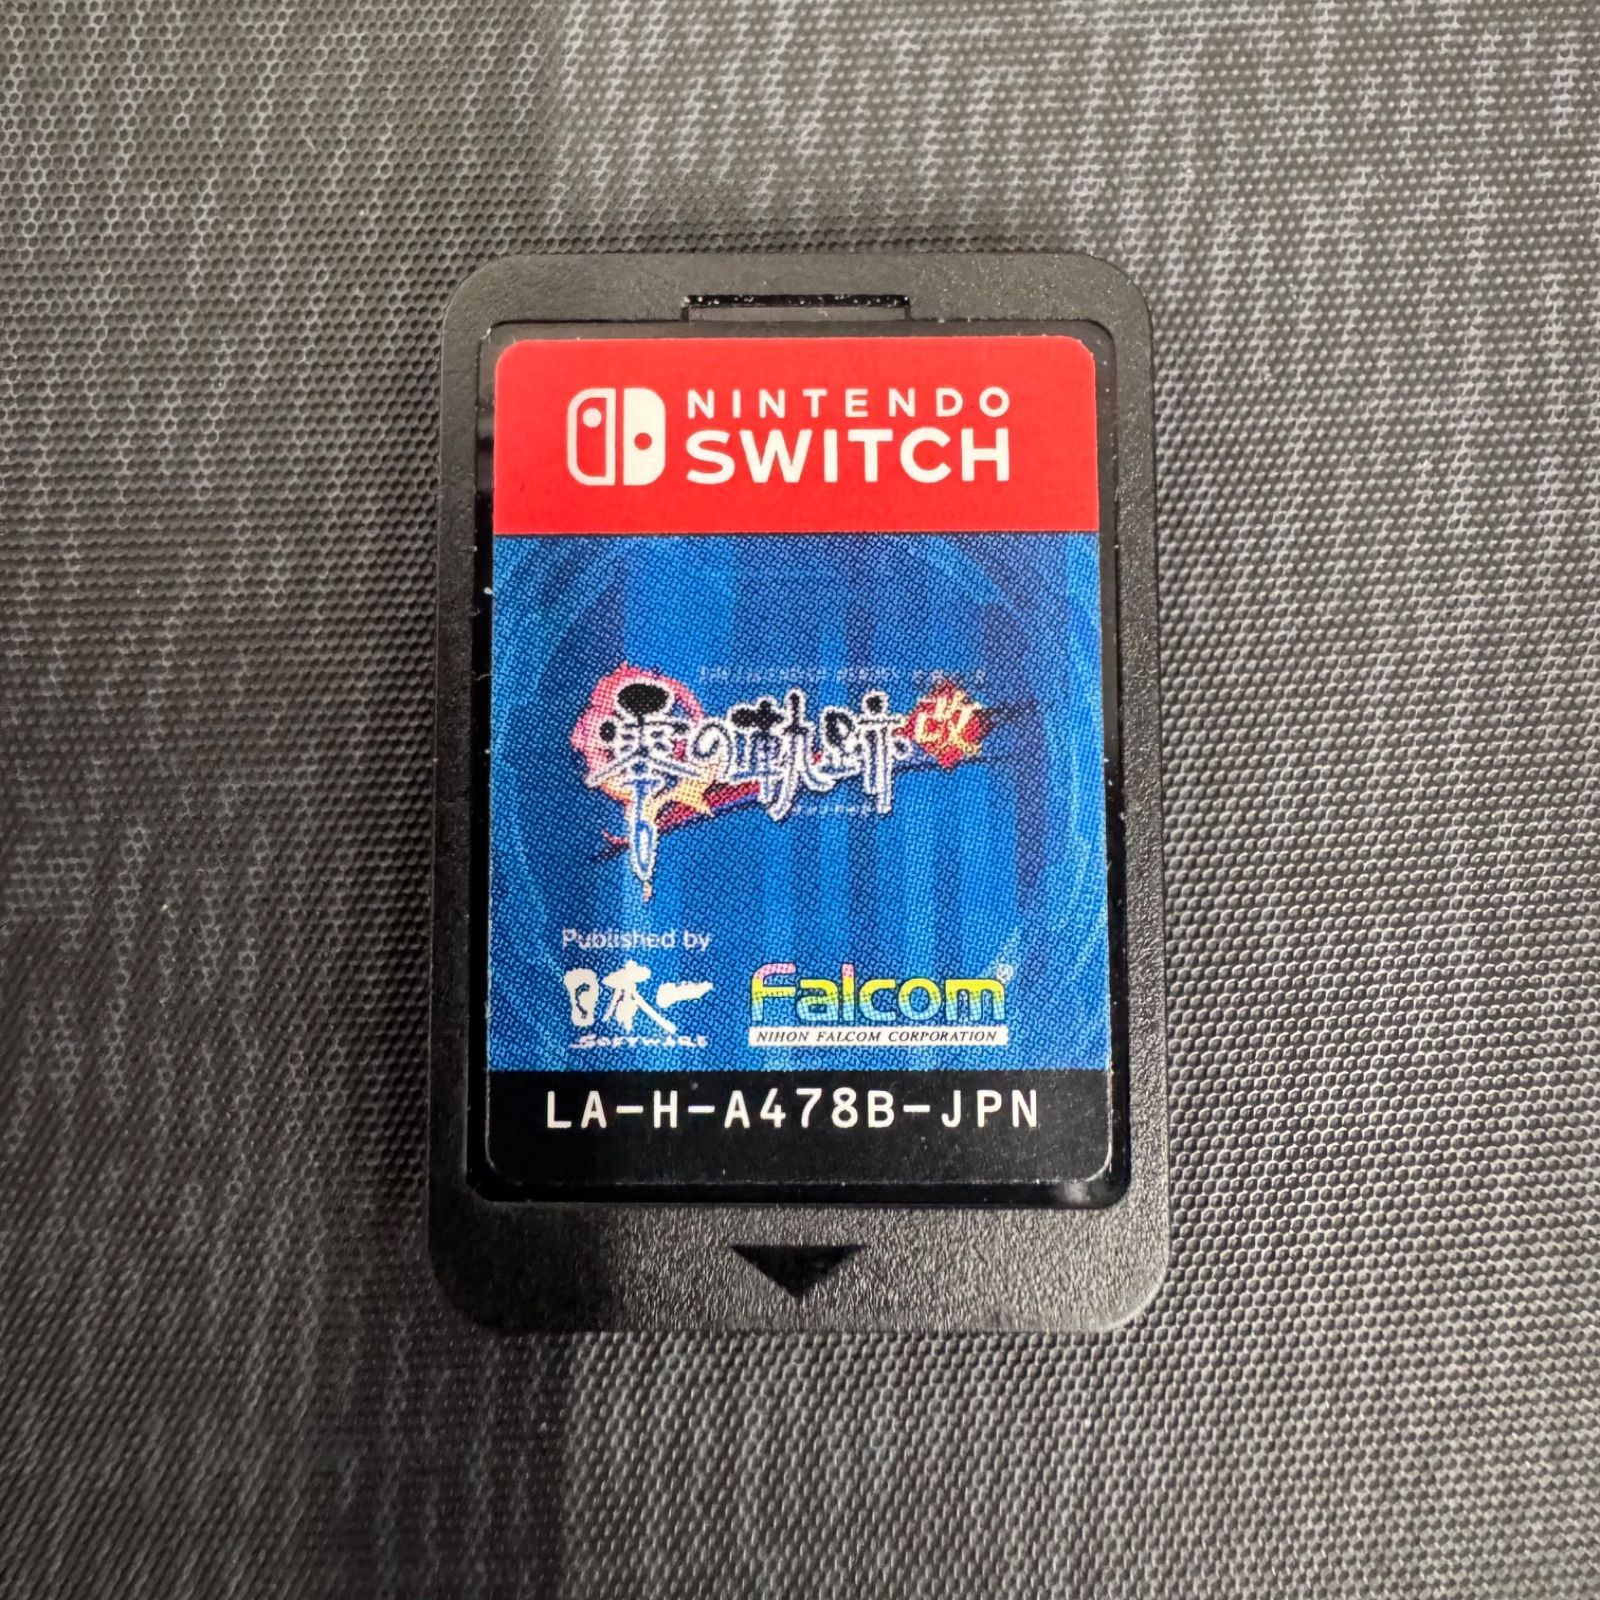 NINTENDO
SWITCH
零の軌跡 改
Published by
日本一
SOFTWARE
Falcom®
NIHON FALCOM CORPORATION
LA-H-A478B-JPN